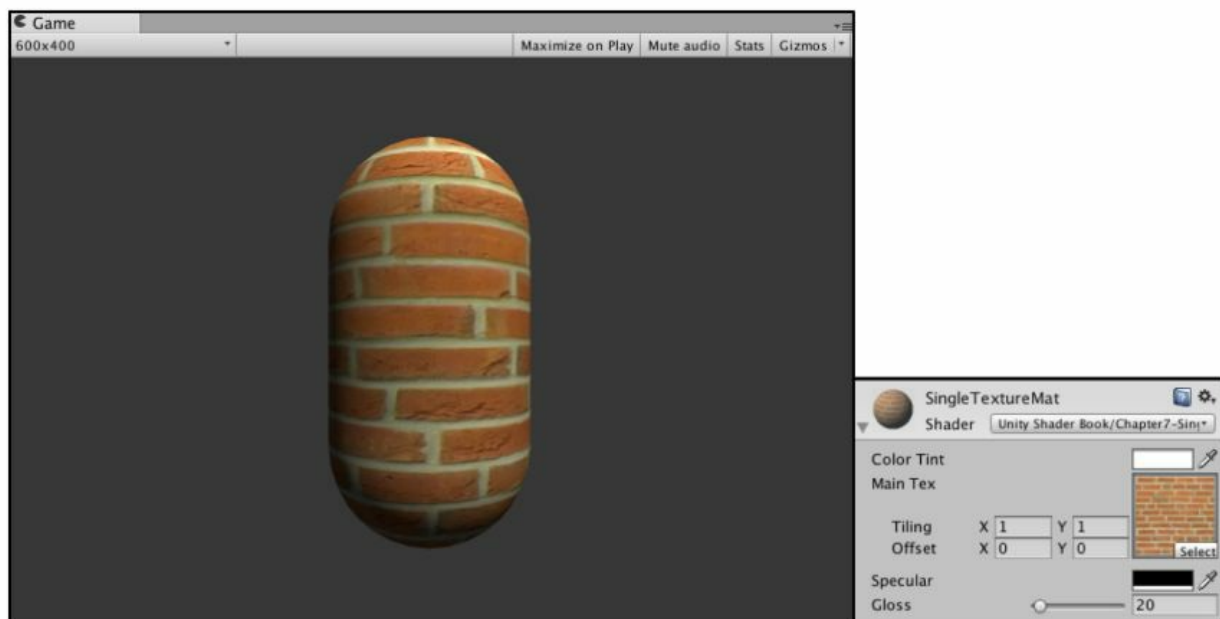 Game
600x400 Maximize on Play Mute audio Stats Gizmos
SingleTextureMat
Shader Unity Shader Book/Chapter7-Sin
Color Tint
Main Tex
Tiling X 1 Y 1
Offset X 0 Y 0
Select
Specular
Gloss 20